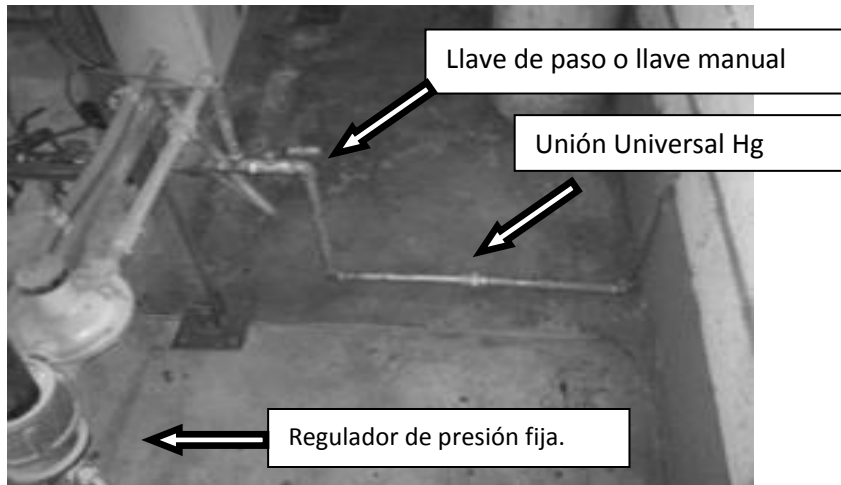 Llave de paso o llave manual
Unión Universal Hg
Regulador de presión fija.